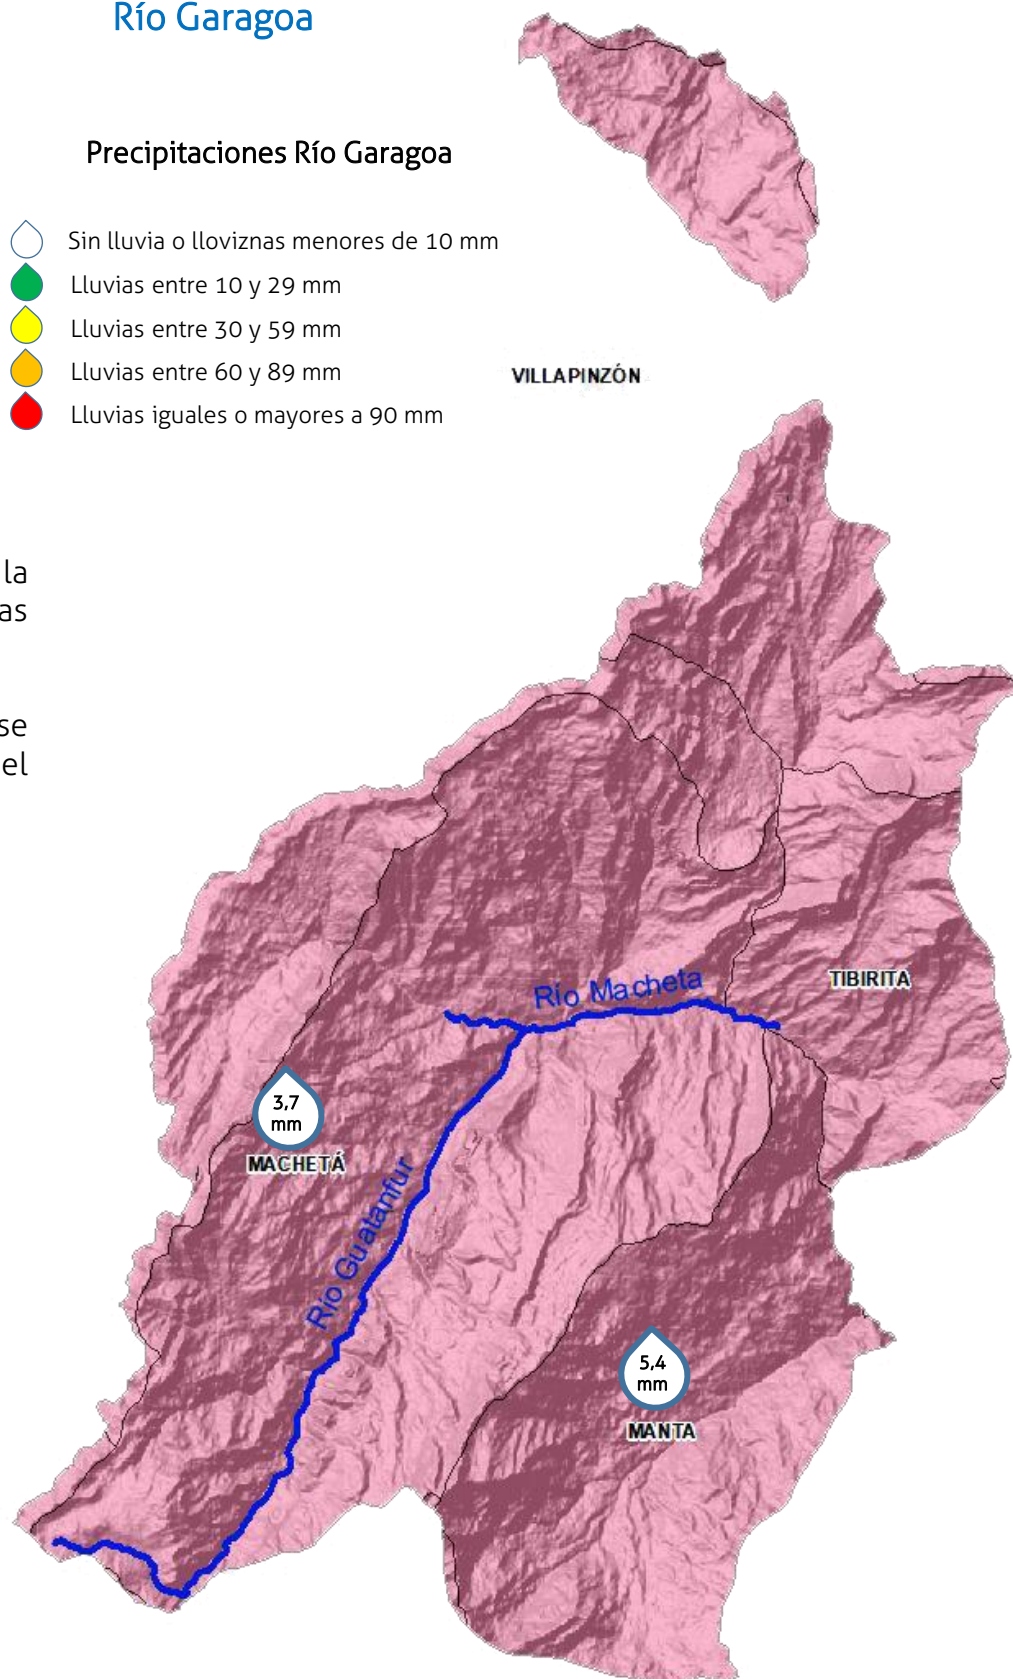 Río Garagoa
Precipitaciones Río Garagoa
Sin lluvia o lloviznas menores de 10 mm
Lluvias entre 10 y 29 mm
Lluvias entre 30 y 59 mm
Lluvias entre 60 y 89 mm
Lluvias iguales o mayores a 90 mm
VILLAPINZÓN
la
as
se
el
Río Macheta
TIBIRITA
3,7
mm
MACHETÁ
Río Guatanfur
5,4
mm
MANTA